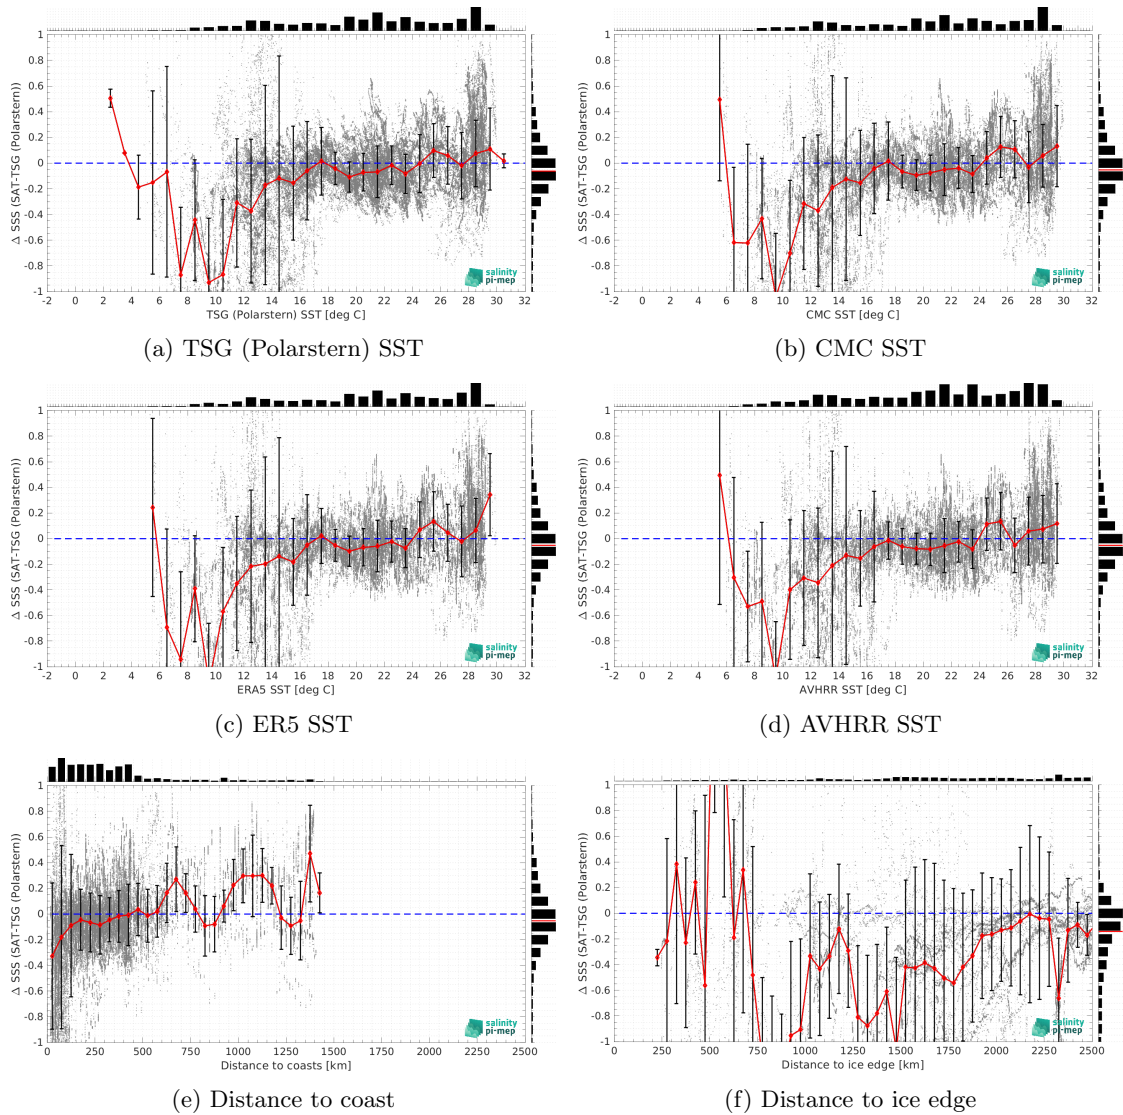 1
0.8
0.6
0.4
0.2
0
-0.2
-0.4
-0.6
-0.8
-1
Δ SSS (SAT-TSG (Polarstern))
salinity
pi-mep
-2 0 2 4 6 8 10 12 14 16 18 20 22 24 26 28 30 32
TSG (Polarstern) SST [deg C]
(a) TSG (Polarstern) SST
1
0.8
0.6
0.4
0.2
0
-0.2
-0.4
-0.6
-0.8
-1
Δ SSS (SAT-TSG (Polarstern))
salinity
pi-mep
-2 0 2 4 6 8 10 12 14 16 18 20 22 24 26 28 30 32
CMC SST [deg C]
(b) CMC SST
1
0.8
0.6
0.4
0.2
0
-0.2
-0.4
-0.6
-0.8
-1
Δ SSS (SAT-TSG (Polarstern))
salinity
pi-mep
-2 0 2 4 6 8 10 12 14 16 18 20 22 24 26 28 30 32
ERA5 SST [deg C]
(c) ER5 SST
1
0.8
0.6
0.4
0.2
0
-0.2
-0.4
-0.6
-0.8
-1
Δ SSS (SAT-TSG (Polarstern))
salinity
pi-mep
-2 0 2 4 6 8 10 12 14 16 18 20 22 24 26 28 30 32
AVHRR SST [deg C]
(d) AVHRR SST
1
0.8
0.6
0.4
0.2
0
-0.2
-0.4
-0.6
-0.8
-1
Δ SSS (SAT-TSG (Polarstern))
salinity
pi-mep
0 250 500 750 1000 1250 1500 1750 2000 2250 2500
Distance to coasts [km]
(e) Distance to coast
1
0.8
0.6
0.4
0.2
0
-0.2
-0.4
-0.6
-0.8
-1
Δ SSS (SAT-TSG (Polarstern))
salinity
pi-mep
0 250 500 750 1000 1250 1500 1750 2000 2250 2500
Distance to ice edge [km]
(f) Distance to ice edge